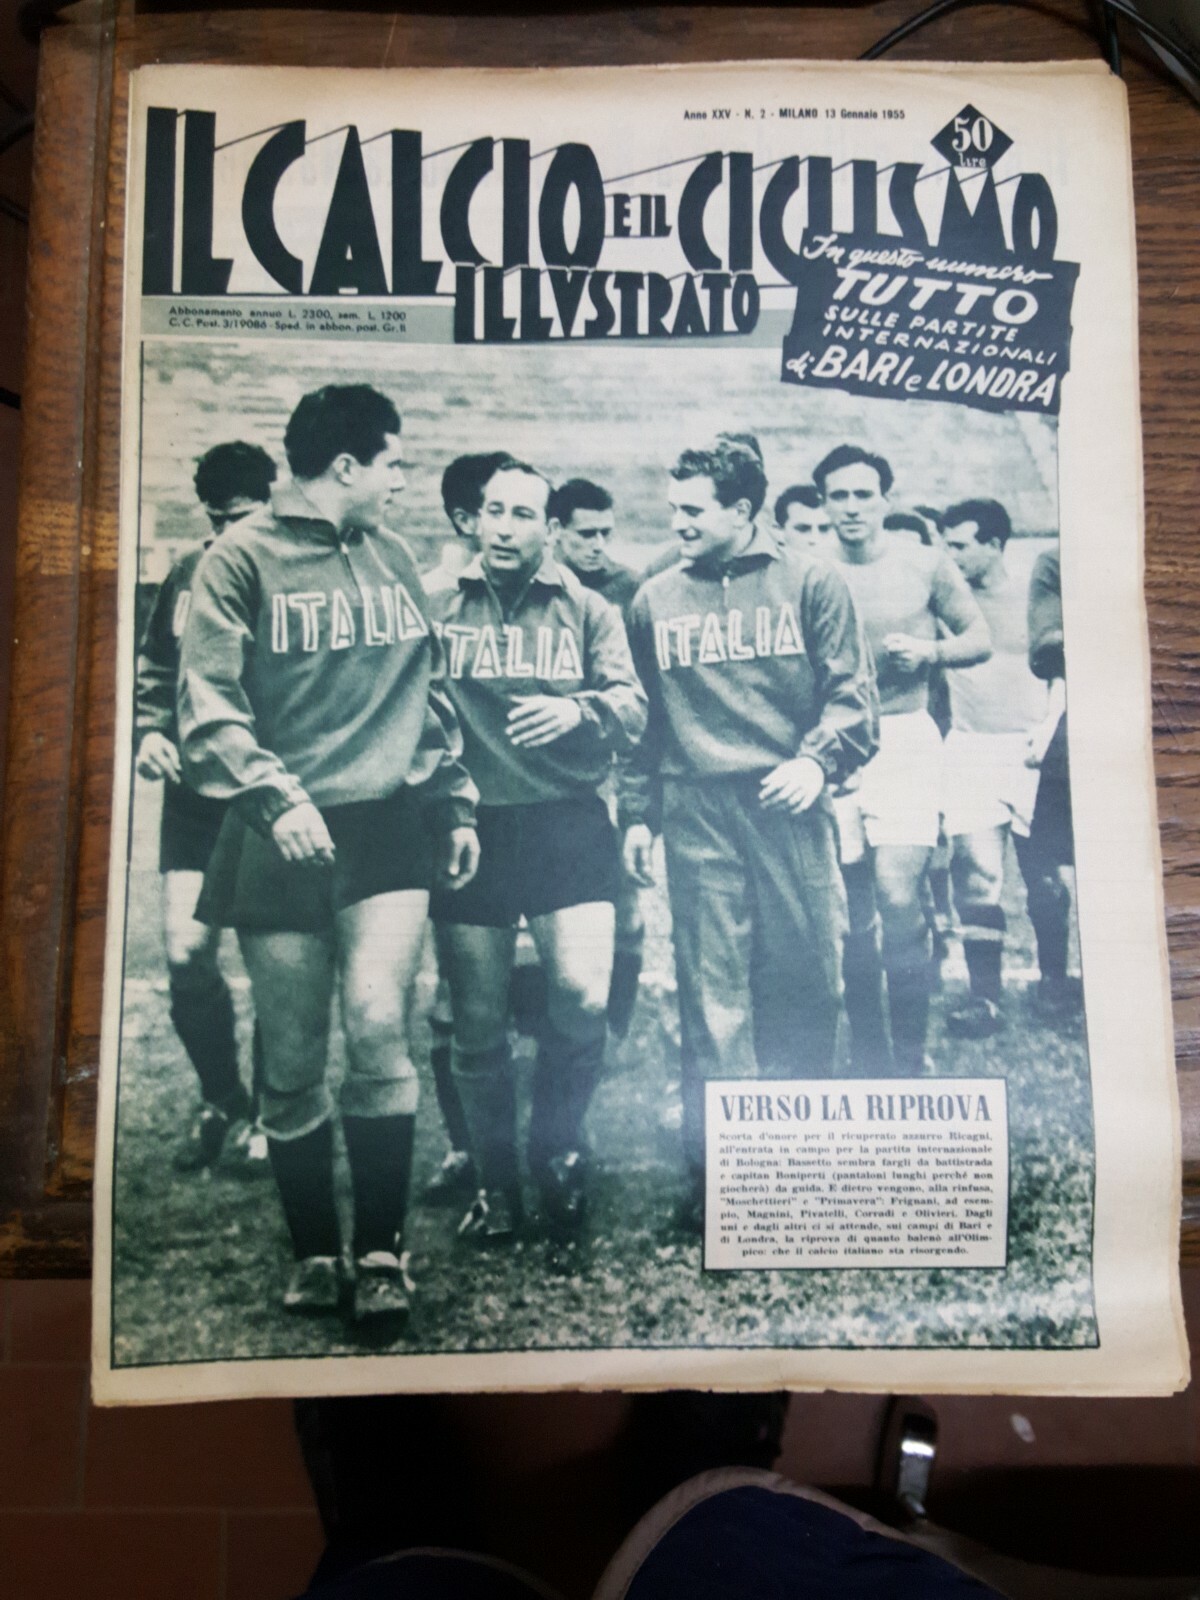 Anno XXV - N. 2 - MILANO 13 Gennaio 1955
50
Lire
IL CALCIO E IL CICLISMO
ILLVSTRATO
Abbonamento annuo L. 2300, sem. L. 1200
C. C. Post. 3/19086 - Sped. in abbon. post. Gr. II
In questo numero
TUTTO
SULLE PARTITE
INTERNAZIONALI
di BARI e LONDRA
ITALIA
ITALIA
ITALIA
VERSO LA RIPROVA
Scorta d'onore per il ricuperato azzurro Ricagni,
all'entrata in campo per la partita internazionale
di Bologna: Bassetto sembra fargli da battistrada
e capitan Boniperti (pantaloni lunghi perché non
giocherà) da guida. E dietro vengono, alla rinfusa,
"Moschettieri" e "Primavera": Frignani, ad esem-
pio, Magnini, Pivatelli, Corradi e Olivieri. Dagli
uni e dagli altri ci si attende, sui campi di Bari e
di Londra, la riprova di quanto balenò all'Olim-
pico: che il calcio italiano sta risorgendo.